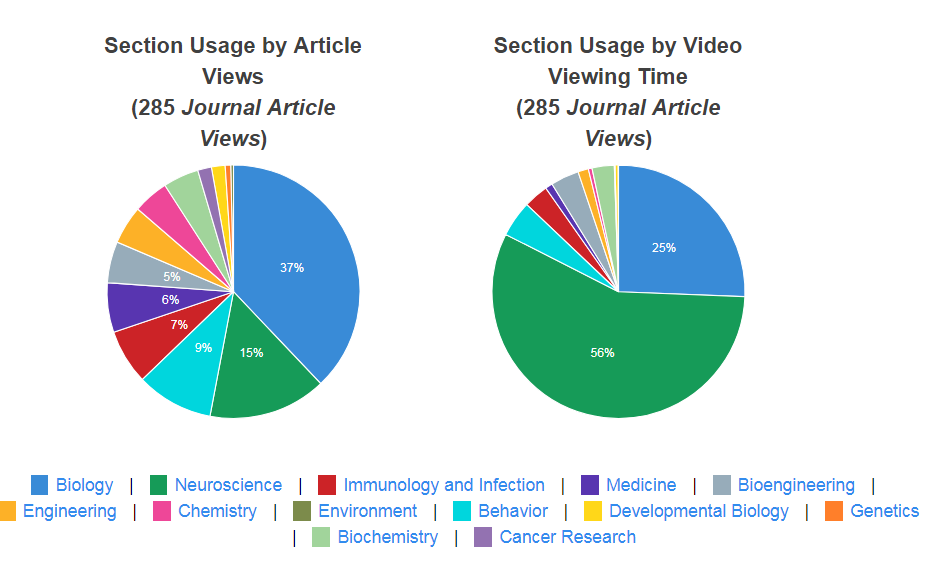 Section Usage by Article
Views
(285 Journal Article
Views)
37%
15%
9%
7%
6%
5%
Section Usage by Video
Viewing Time
(285 Journal Article
Views)
25%
56%
Biology | Neuroscience | Immunology and Infection | Medicine | Bioengineering |
Engineering | Chemistry | Environment | Behavior | Developmental Biology | Genetics
| Biochemistry | Cancer Research